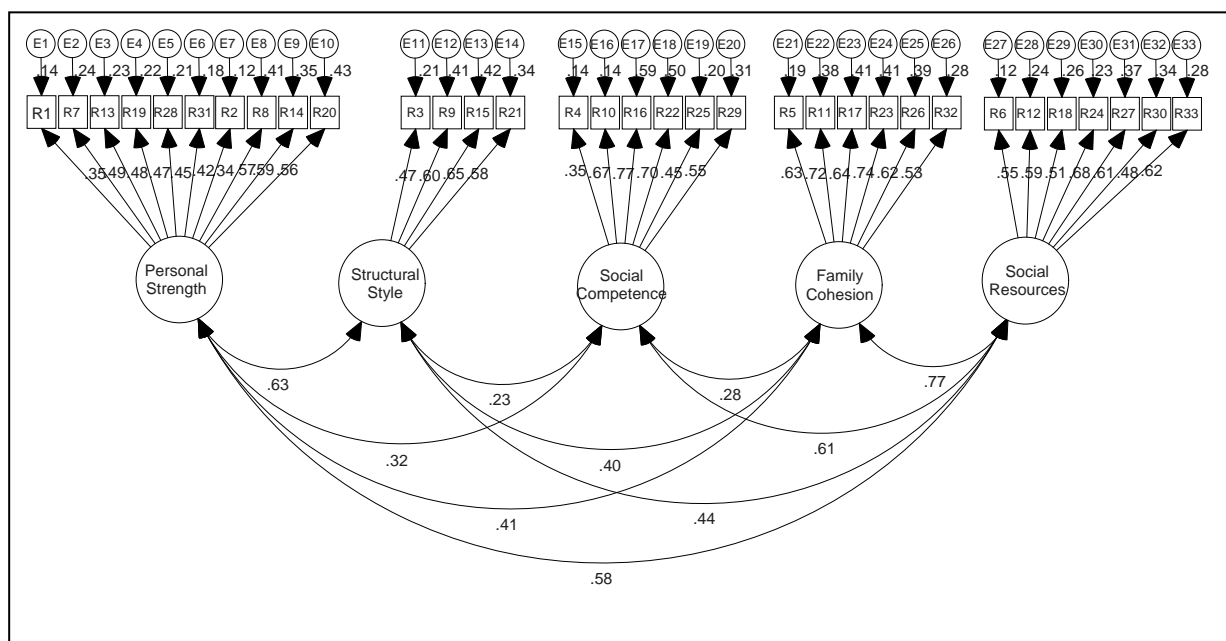 E1 E2 E3 E4 E5 E6 E7 E8 E9 E10 E11 E12 E13 E14 E15 E16 E17 E18 E19 E20 E21 E22 E23 E24 E25 E26 E27 E28 E29 E30 E31 E32 E33
.14 .24 .23 .22 .21 .18 .12 .41 .35 .43 .21 .41 .42 .34 .14 .14 .59 .50 .20 .31 .19 .38 .41 .41 .39 .28 .12 .24 .26 .23 .37 .34 .28
R1 R7 R13 R19 R28 R31 R2 R8 R14 R20 R3 R9 R15 R21 R4 R10 R16 R22 R25 R29 R5 R11 R17 R23 R26 R32 R6 R12 R18 R24 R27 R30 R33
.35 .49 .48 .47 .45 .42 .34 .57 .59 .56 .47 .60 .65 .58 .35 .67 .77 .70 .45 .55 .63 .72 .64 .74 .62 .53 .55 .59 .51 .68 .61 .48 .62
Personal
Strength
Structural
Style
Social
Competence
Family
Cohesion
Social
Resources
.63
.23
.28
.77
.32
.40
.61
.41
.44
.58